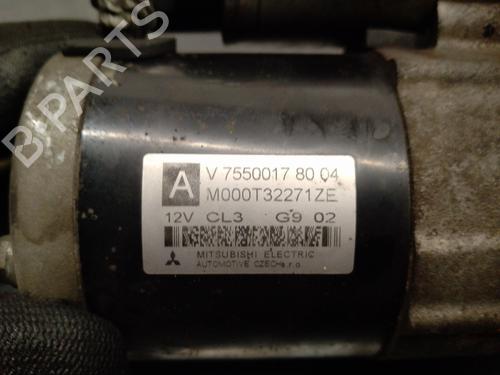 B-PARTS
A
V 7550017 80 04
M000T32271ZE
12V CL3 G9 02
MITSUBISHI ELECTRIC
AUTOMOTIVE CZECH s.r.o.